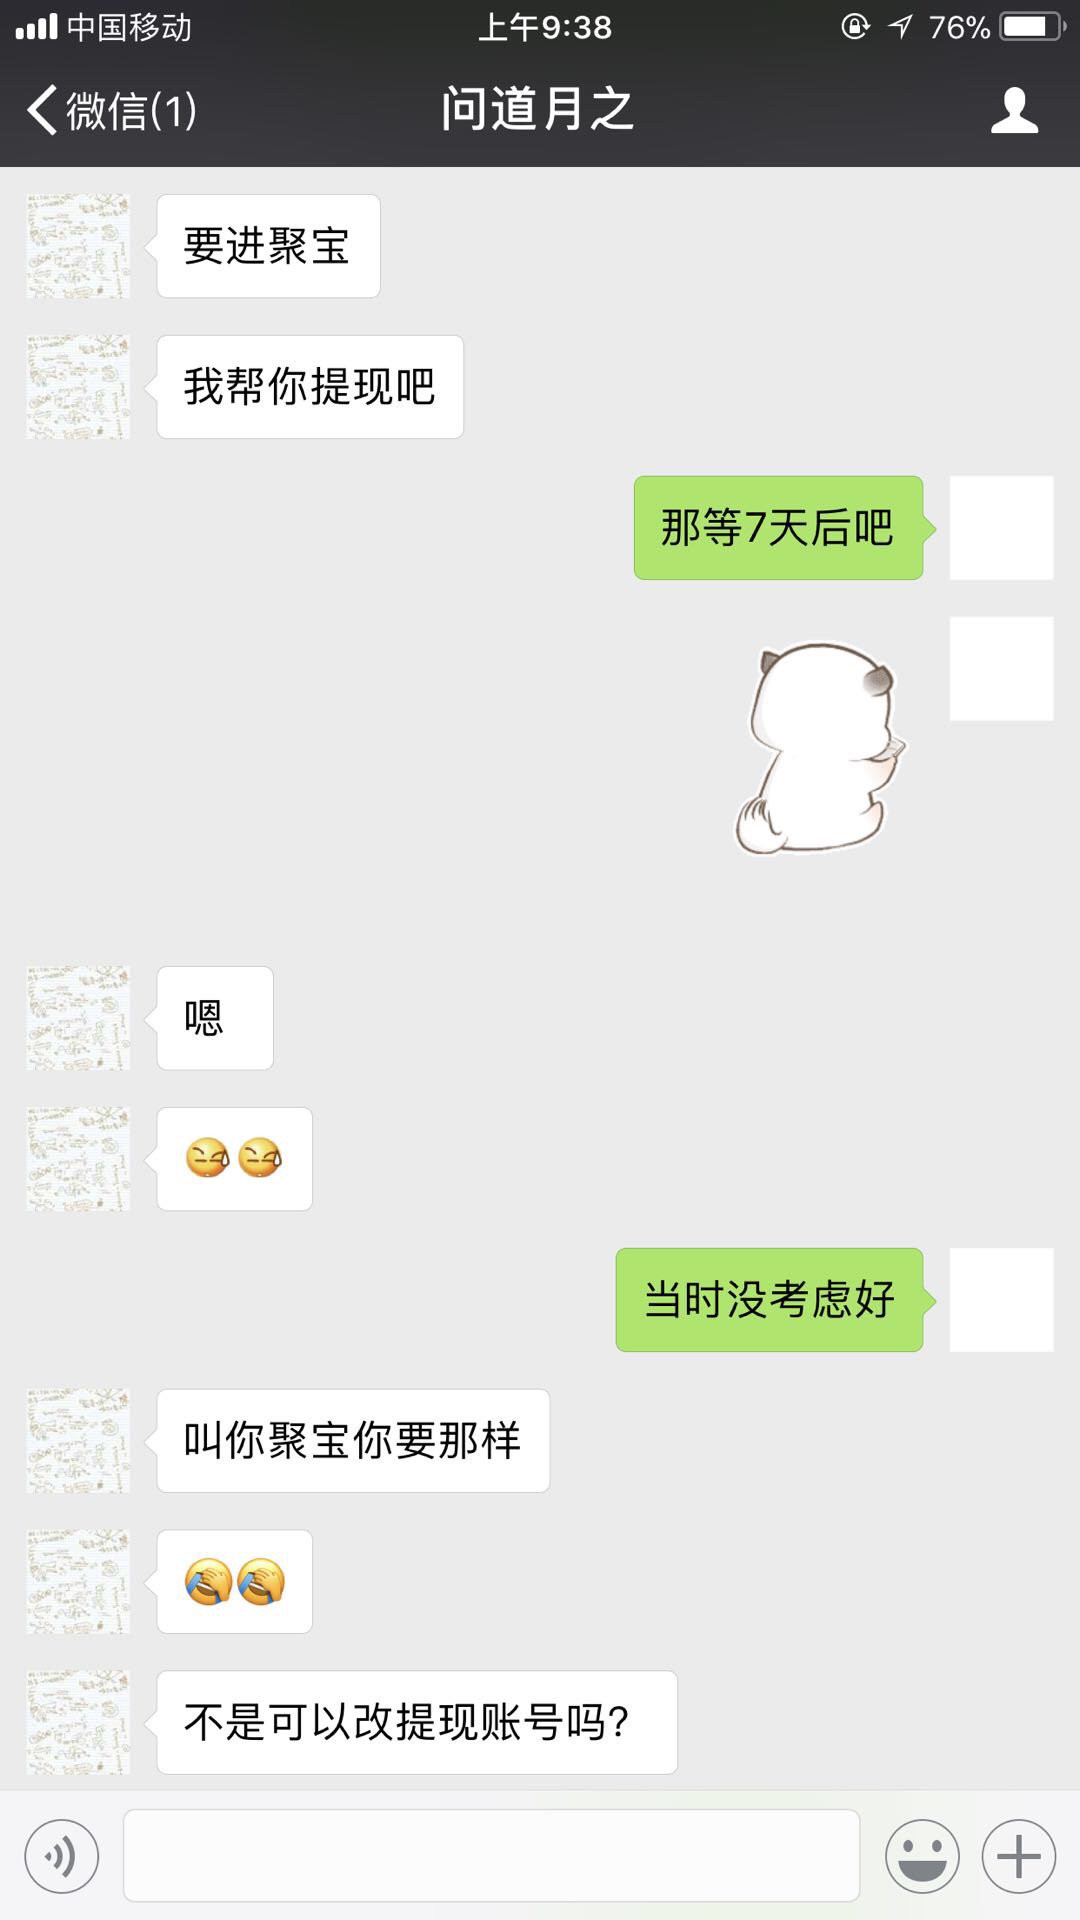 中国移动 上午9:38 76%
微信(1) 问道月之
要进聚宝
我帮你提现吧
那等7天后吧
嗯
当时没考虑好
叫你聚宝你要那样
不是可以改提现账号吗?